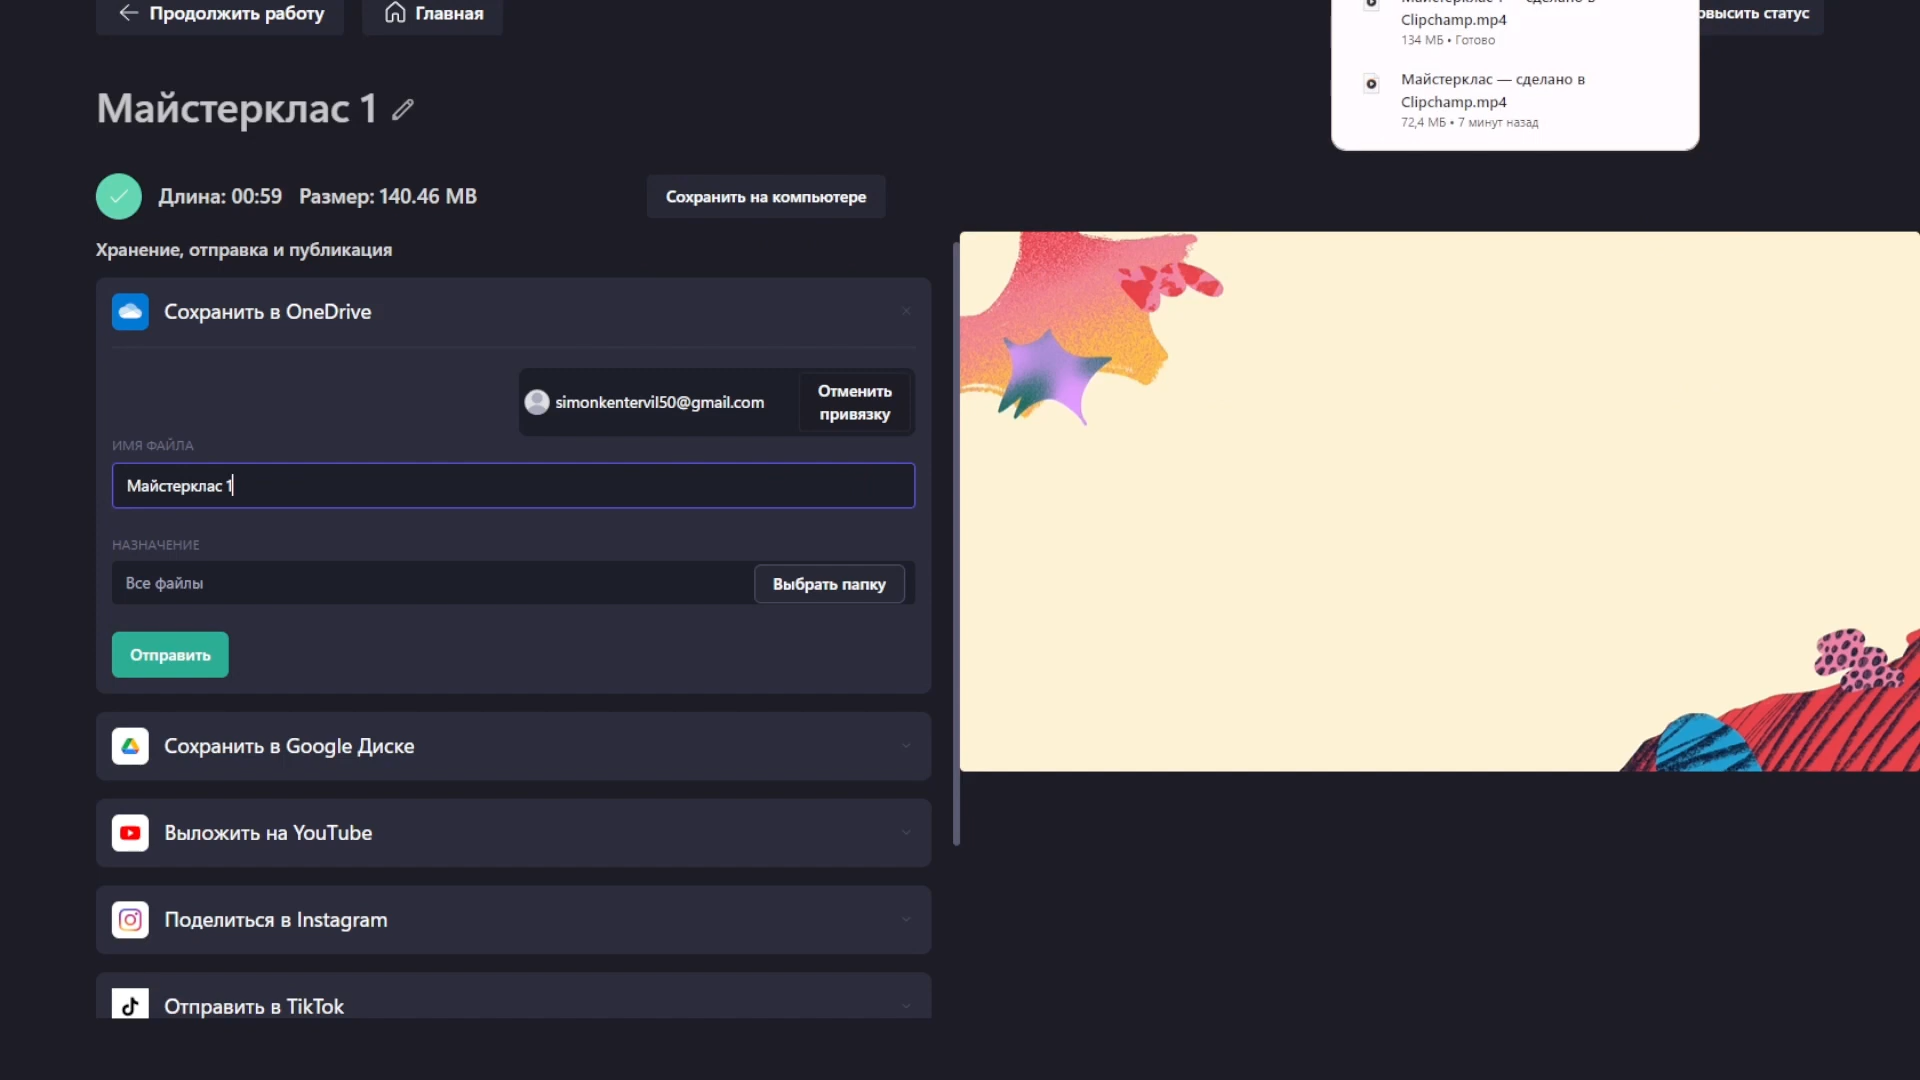 Продолжить работу
Главная
Clipchamp.mp4
134 МБ • Готово
Майстерклас — сделано в
Clipchamp.mp4
72,4 МБ • 7 минут назад
высить статус
Майстерклас 1
Длина: 00:59 Размер: 140.46 MB
Сохранить на компьютере
Хранение, отправка и публикация
Сохранить в OneDrive
simonkentervil50@gmail.com
Отменить
привязку
ИМЯ ФАЙЛА
Майстерклас 1
НАЗНАЧЕНИЕ
Все файлы
Выбрать папку
Отправить
Сохранить в Google Диске
Выложить на YouTube
Поделиться в Instagram
Отправить в TikTok